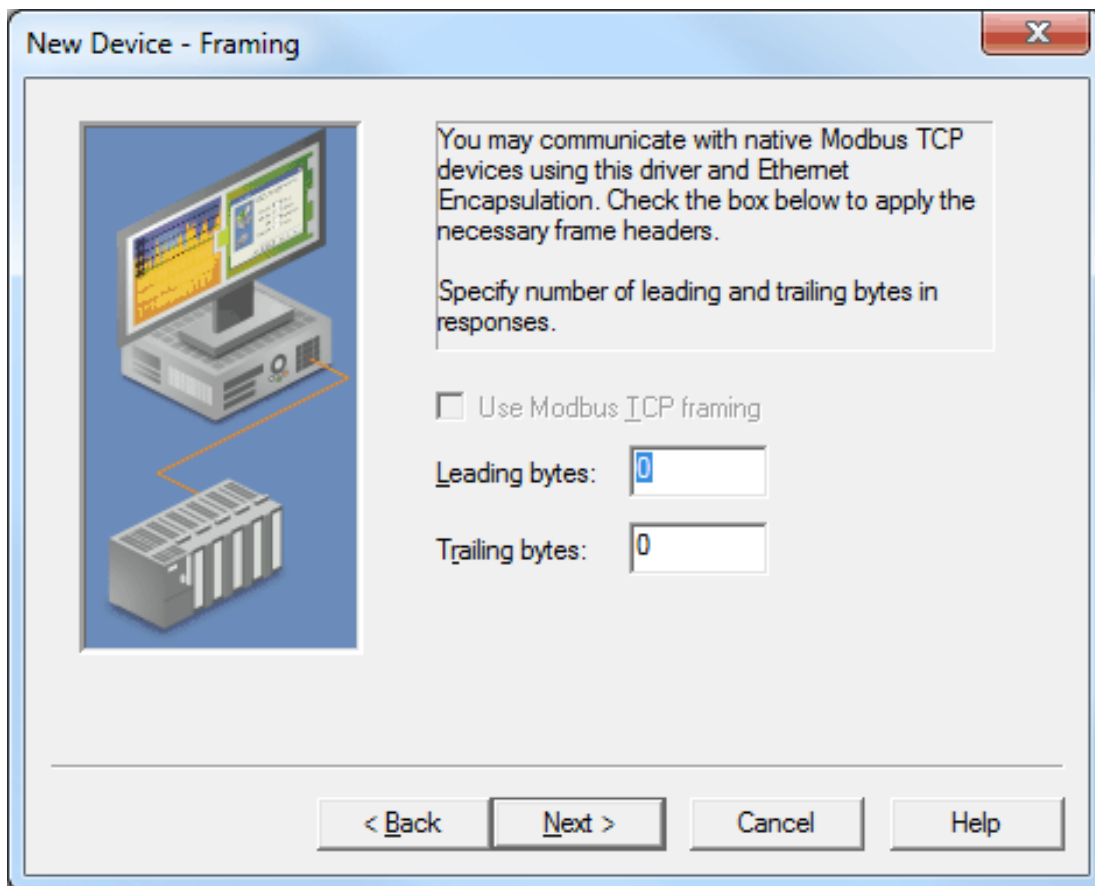 New Device - Framing
You may communicate with native Modbus TCP
devices using this driver and Ethernet
Encapsulation. Check the box below to apply the
necessary frame headers.
Specify number of leading and trailing bytes in
responses.
Use Modbus TCP framing
Leading bytes: 0
Trailing bytes: 0
< Back Next > Cancel Help